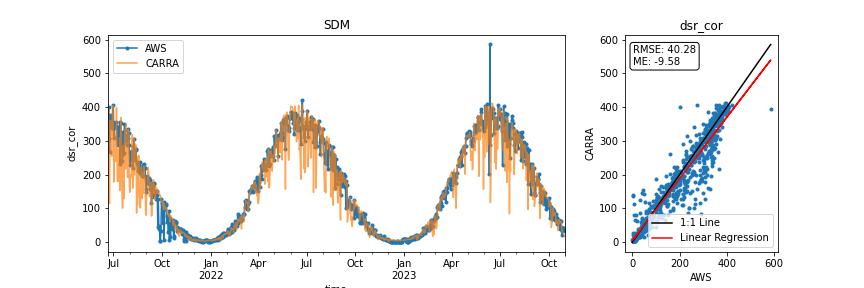 SDM
dsr_cor
600
500
400
300
200
100
0
AWS
CARRA
Jul
Oct
Jan
2022
Apr
Jul
Oct
Jan
2023
Apr
Jul
Oct
dsr_cor
CARRA
600
500
400
300
200
100
0
RMSE: 40.28
ME: -9.58
1:1 Line
Linear Regression
0
200
400
600
AWS